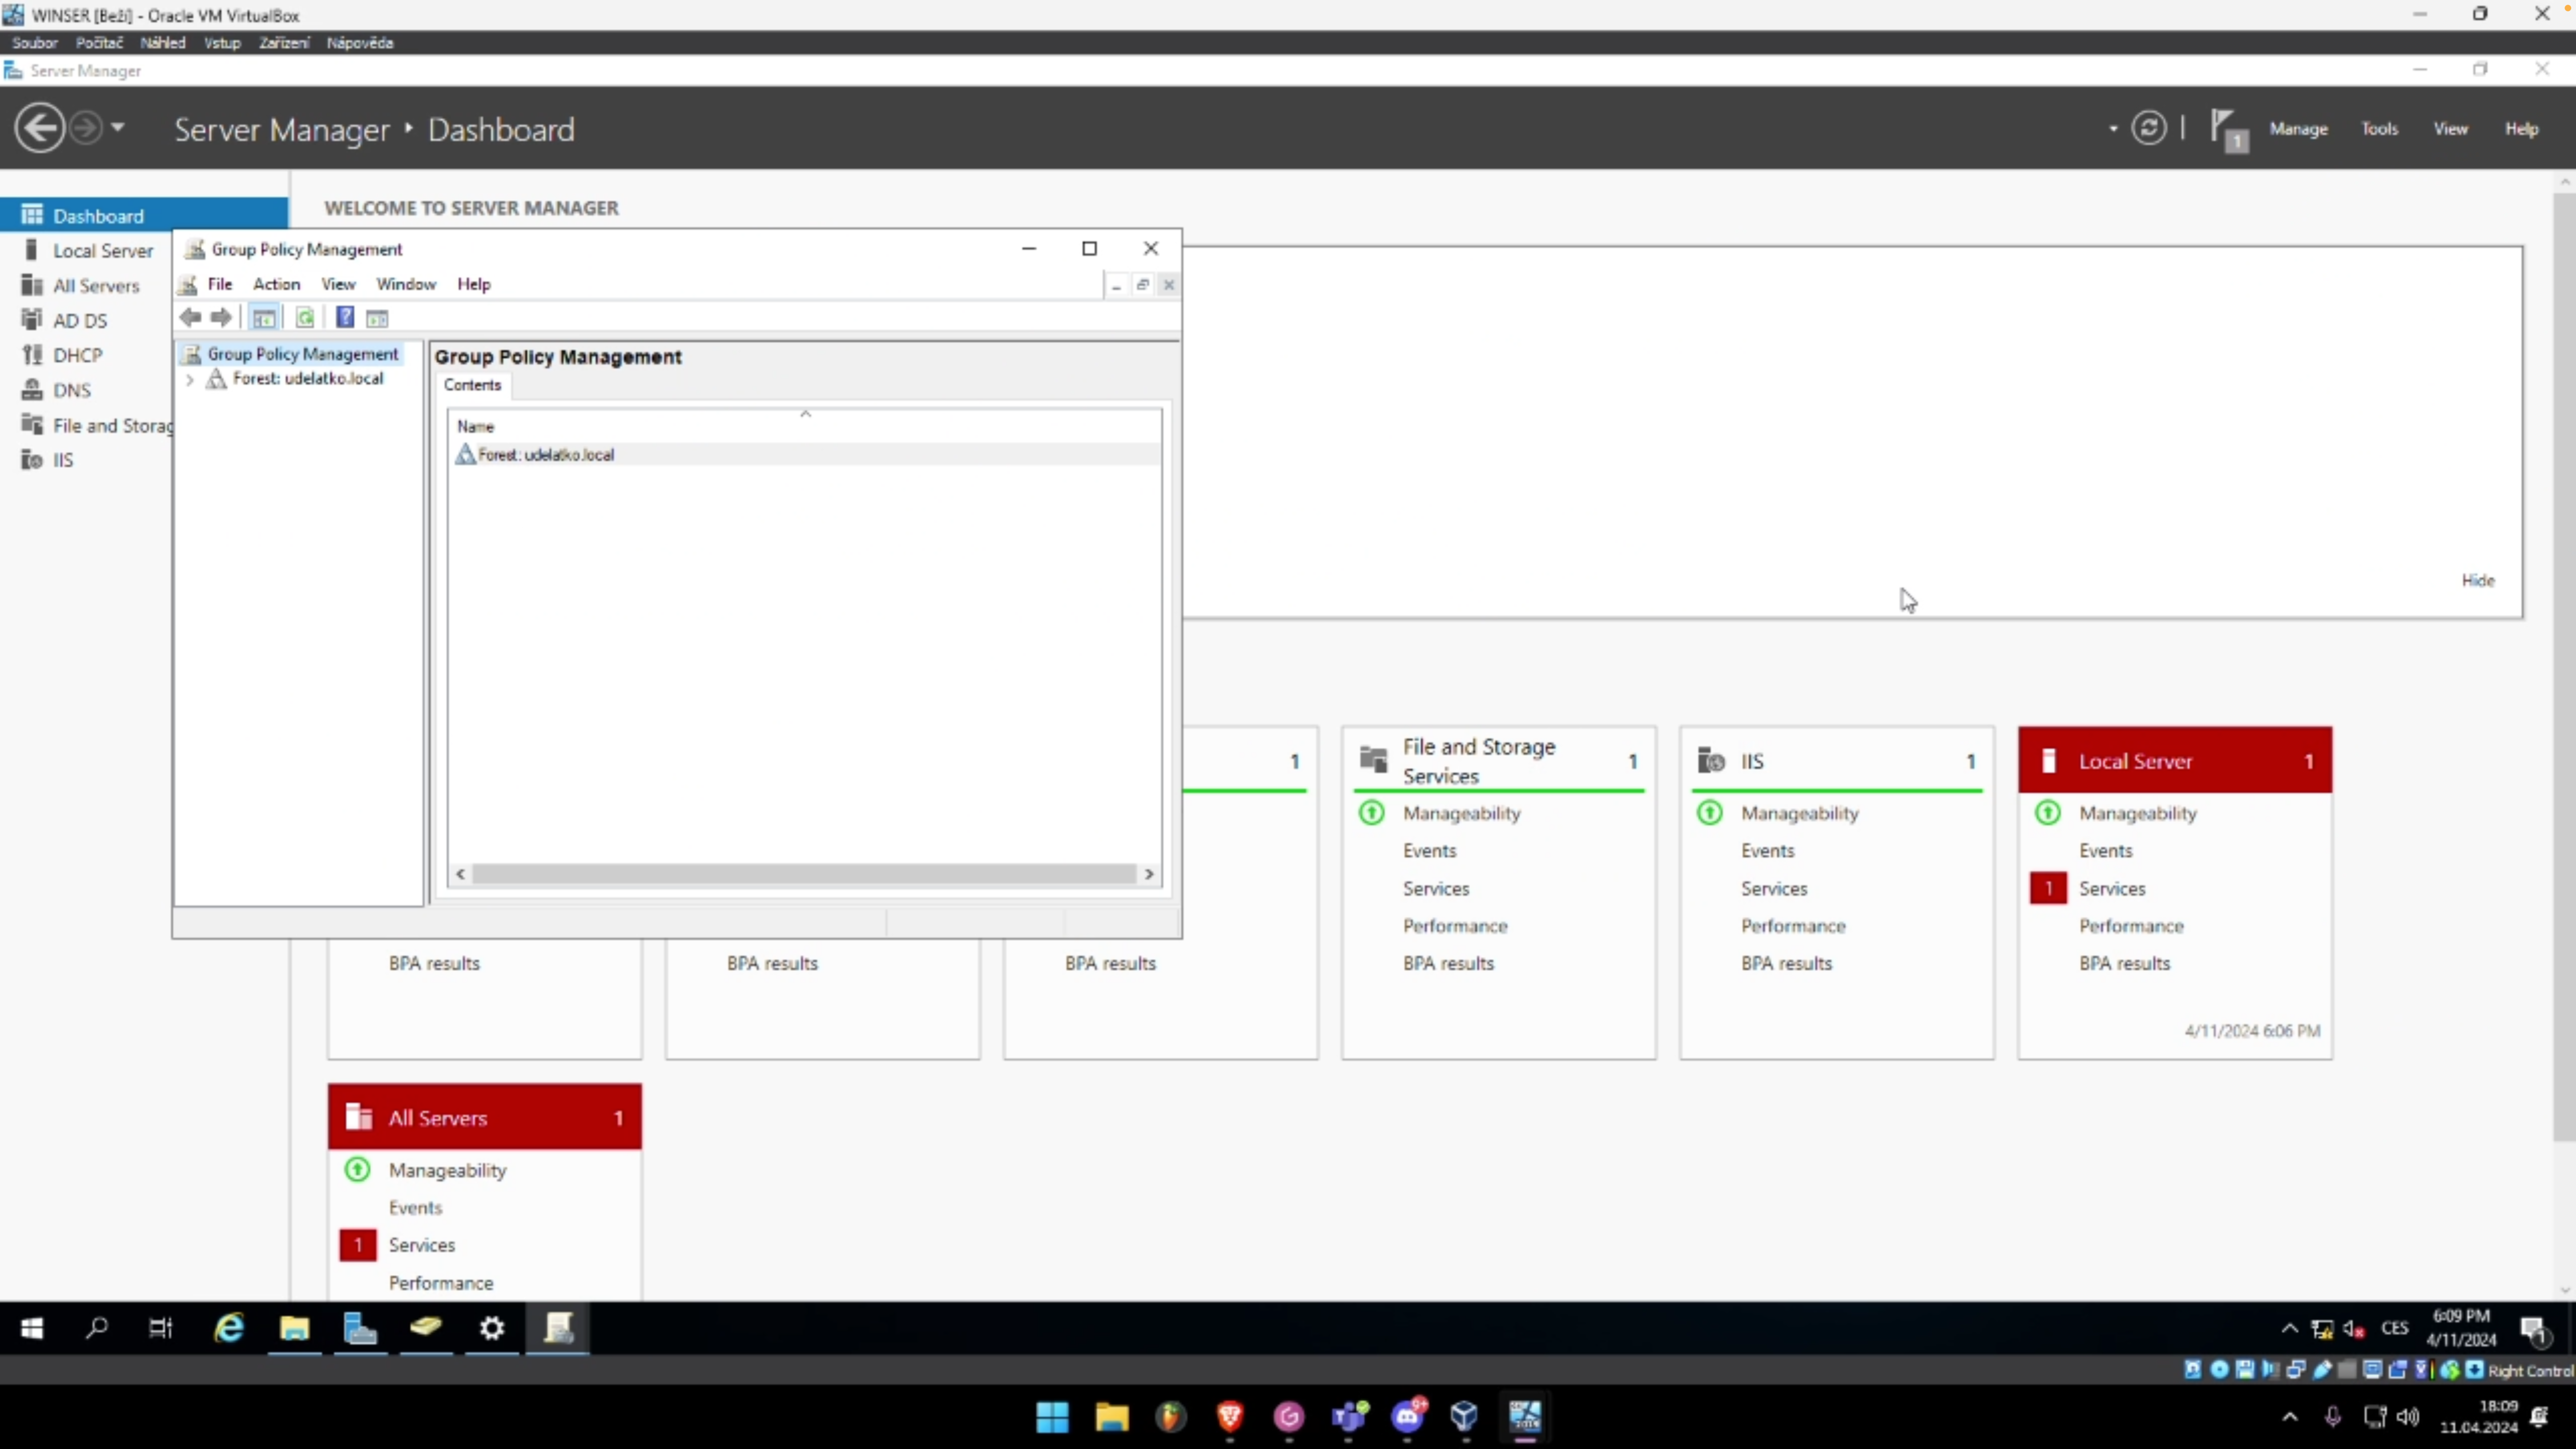 WINSER [Beží] - Oracle VM VirtualBox
Soubor Počítač Náhled Vstup Zařízení Nápověda
Server Manager
Server Manager Dashboard
1 Manage Tools View Help
Dashboard
Local Server
All Servers
AD DS
DHCP
DNS
File and Storag
IIS
WELCOME TO SERVER MANAGER
Group Policy Management
File Action View Window Help
Group Policy Management
Forest: udelatko.local
Group Policy Management
Contents
Name
Forest: udelatko.local
Hide
1
BPA results
BPA results
BPA results
File and Storage Services 1
Manageability
Events
Services
Performance
BPA results
IIS 1
Manageability
Events
Services
Performance
BPA results
Local Server 1
Manageability
Events
1 Services
Performance
BPA results
4/11/2024 6:06 PM
All Servers 1
Manageability
Events
1 Services
Performance
CES
6:09 PM
4/11/2024
1
Right Control
9+
18:09
11.04.2024